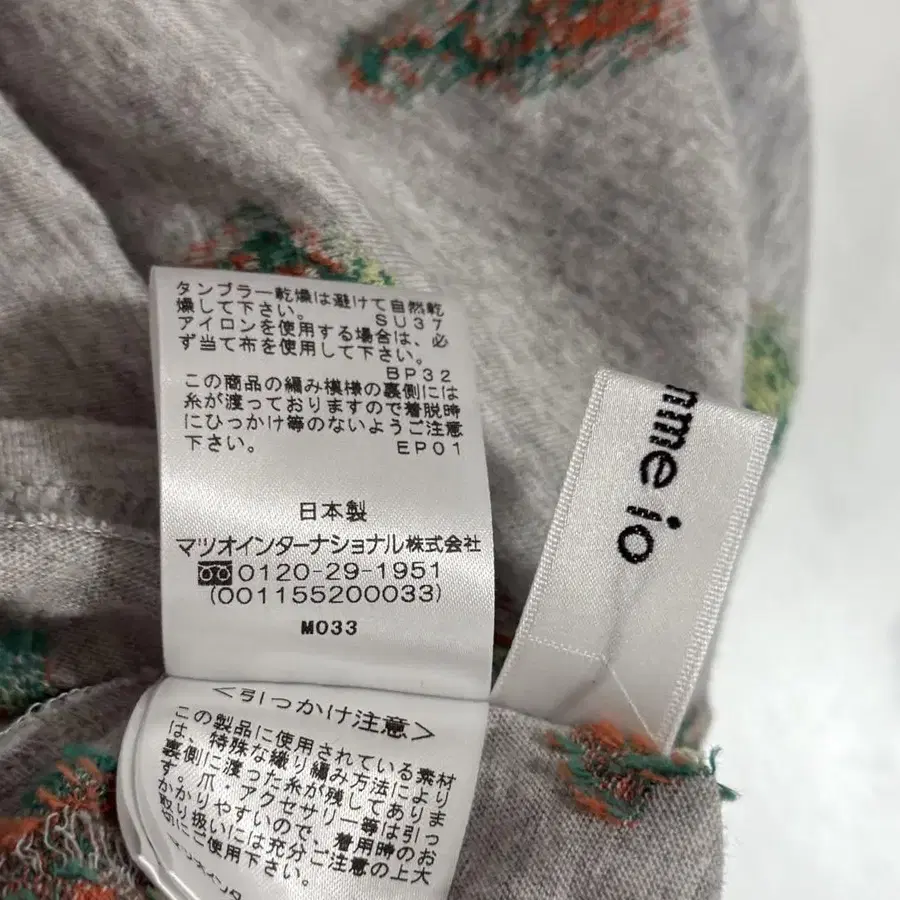 タンブラー乾燥は避けて自然乾
燥して下さい。 SU37
アイロンを使用する場合は、必
ず当て布を使用して下さい。
BP32
この商品の編み模様の裏側には
糸が渡っておりますので着脱時
にひっかけ等のないようご注意
下さい。 EP01
日本製
マツオインターナショナル株式会社
0120-29-1951
(001155200033)
M033
mme io
<引っかけ注意>
この製品に使用されている素材
は、特殊な織り編み方法により
裏側に渡った糸が残してありま
す。爪・アクセサリー等は引っ
かかりやすいので、着用時のお
取り扱いには充分ご注意の上大
切にご使用下さい。